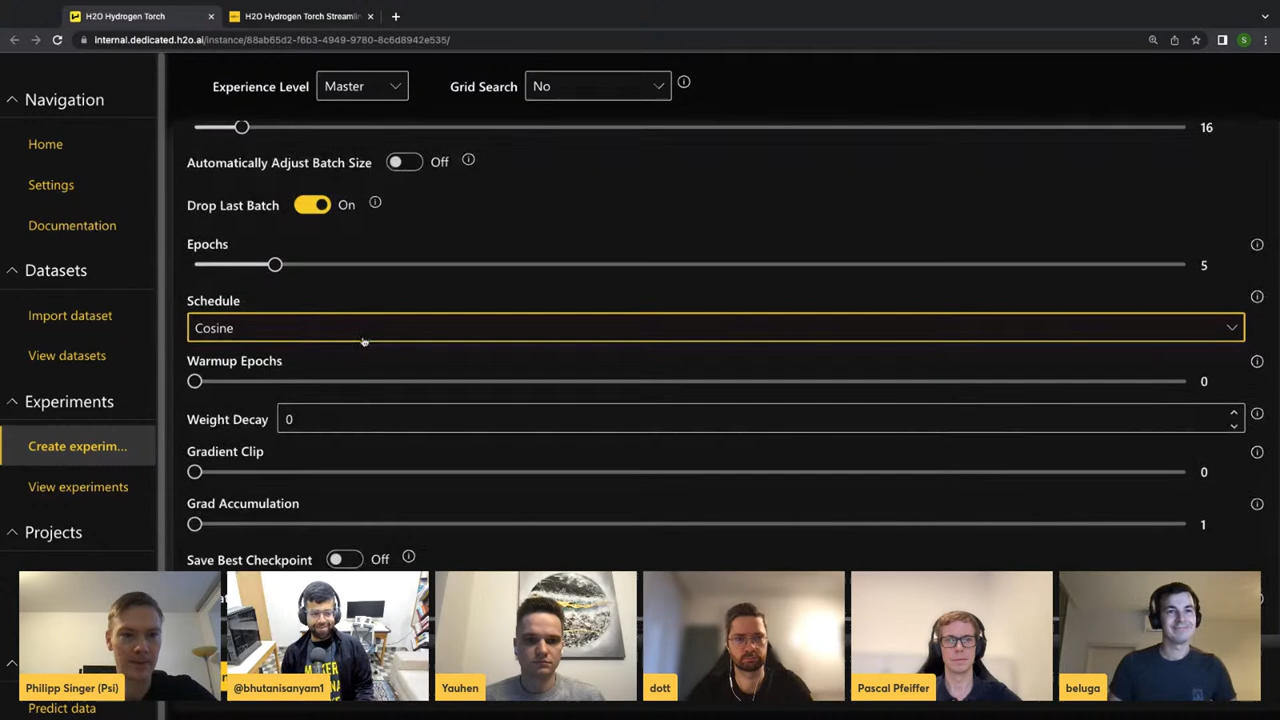 H2O Hydrogen Torch
H2O Hydrogen Torch Streamlin
internal.dedicated.h2o.ai/instance/88ab65d2-f6b3-4949-9780-8c6d8942e535/
S
Navigation
Home
Settings
Documentation
Datasets
Import dataset
View datasets
Experiments
Create experim...
View experiments
Projects
Predict data
Experience Level Master Grid Search No
16
Automatically Adjust Batch Size Off
Drop Last Batch On
Epochs
5
Schedule
Cosine
Warmup Epochs
0
Weight Decay 0
Gradient Clip
0
Grad Accumulation
1
Save Best Checkpoint Off
Philipp Singer (Psi)
@bhutanisanyam1
Yauhen
dott
Pascal Pfeiffer
beluga